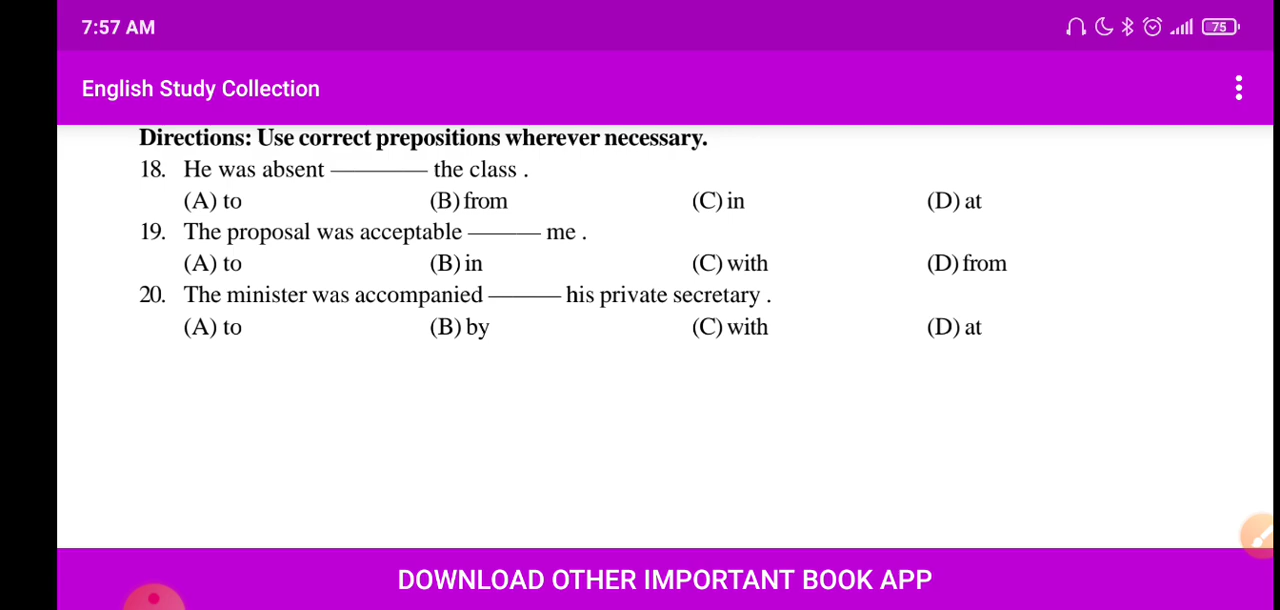 7:57 AM 75
English Study Collection
Directions: Use correct prepositions wherever necessary.
18. He was absent ———— the class .
(A) to (B) from (C) in (D) at
19. The proposal was acceptable ——— me .
(A) to (B) in (C) with (D) from
20. The minister was accompanied ——— his private secretary .
(A) to (B) by (C) with (D) at
DOWNLOAD OTHER IMPORTANT BOOK APP